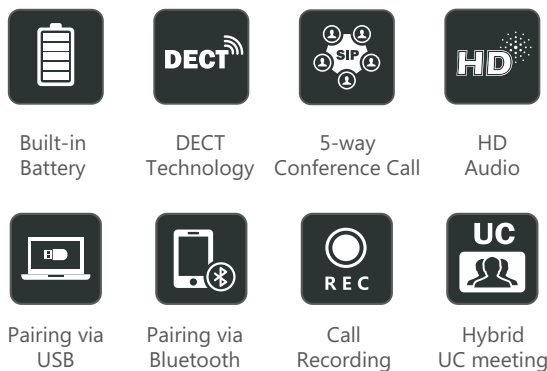 DECT
SIP
HD
Built-in
Battery
DECT
Technology
5-way
Conference Call
HD
Audio
REC
UC
Pairing via
USB
Pairing via
Bluetooth
Call
Recording
Hybrid
UC meeting